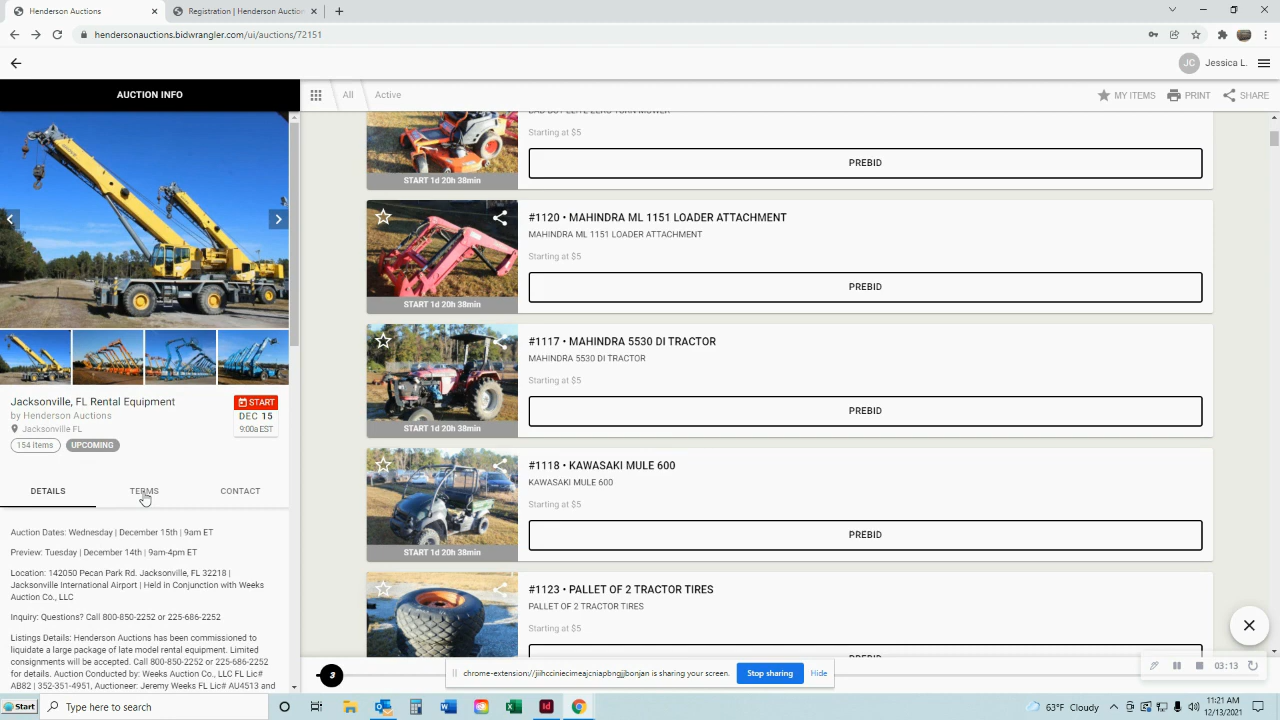 Henderson Auctions
Registration | Henderson Auction
hendersonauctions.bidwrangler.com/ui/auctions/72151
JC
Jessica L.
AUCTION INFO
All
Active
MY ITEMS
PRINT
SHARE
Starting at $5
PREBID
START 1d 20h 38min
#1120 • MAHINDRA ML 1151 LOADER ATTACHMENT
MAHINDRA ML 1151 LOADER ATTACHMENT
Starting at $5
PREBID
START 1d 20h 38min
#1117 • MAHINDRA 5530 DI TRACTOR
MAHINDRA 5530 DI TRACTOR
Starting at $5
PREBID
START 1d 20h 38min
#1118 • KAWASAKI MULE 600
KAWASAKI MULE 600
Starting at $5
PREBID
START 1d 20h 38min
#1123 • PALLET OF 2 TRACTOR TIRES
PALLET OF 2 TRACTOR TIRES
Starting at $5
Jacksonville, FL Rental Equipment
by Henderson Auctions
Jacksonville FL
154 Items
UPCOMING
START
DEC 15
9:00a EST
DETAILS
TERMS
CONTACT
Auction Dates: Wednesday | December 15th | 9am ET
Preview: Tuesday | December 14th | 9am-4pm ET
Location: 142050 Pecan Park Rd. Jacksonville, FL 32218 |
Jacksonville International Airport | Held in Conjunction with Weeks
Auction Co., LLC
Inquiry: Questions? Call 800-850-2252 or 225-686-2252
Listings Details: Henderson Auctions has been commissioned to
liquidate a large package of late model rental equipment. Limited
consignments will be accepted. Call 800-850-2252 or 225-686-2252
for details Auction Conducted by: Weeks Auction Co., LLC FL Lic#
AB82 | 352-351-4951, Auctioneer: Jeremy Weeks FL Lic# AU4513 and
3
chrome-extension://jiihcciniecimeajcniapbngjjbonjan is sharing your screen.
Stop sharing
Hide
03:13
Start
Type here to search
63°F Cloudy
11:21 AM
12/13/2021